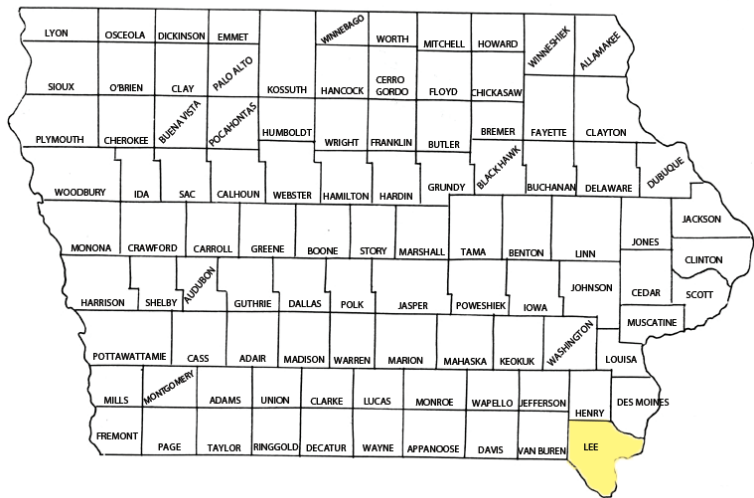 LYON OSCEOLA DICKINSON EMMET WINNEBAGO WORTH MITCHELL HOWARD WINNESHIEK ALLAMAKEE
SIOUX O'BRIEN CLAY PALO ALTO KOSSUTH HANCOCK CERRO GORDO FLOYD CHICKASAW
PLYMOUTH CHEROKEE BUENA VISTA POCAHONTAS HUMBOLDT WRIGHT FRANKLIN BUTLER BREMER FAYETTE CLAYTON
WOODBURY IDA SAC CALHOUN WEBSTER HAMILTON HARDIN GRUNDY BLACK HAWK BUCHANAN DELAWARE DUBUQUE
MONONA CRAWFORD CARROLL GREENE BOONE STORY MARSHALL TAMA BENTON LINN JONES JACKSON
CLINTON
HARRISON SHELBY AUDUBON GUTHRIE DALLAS POLK JASPER POWESHIEK IOWA JOHNSON CEDAR SCOTT
MUSCATINE
POTTAWATTAMIE CASS ADAIR MADISON WARREN MARION MAHASKA KEOKUK WASHINGTON LOUISA
MILLS MONTGOMERY ADAMS UNION CLARKE LUCAS MONROE WAPELLO JEFFERSON HENRY DES MOINES
FREMONT PAGE TAYLOR RINGGOLD DECATUR WAYNE APPANOOSE DAVIS VAN BUREN LEE